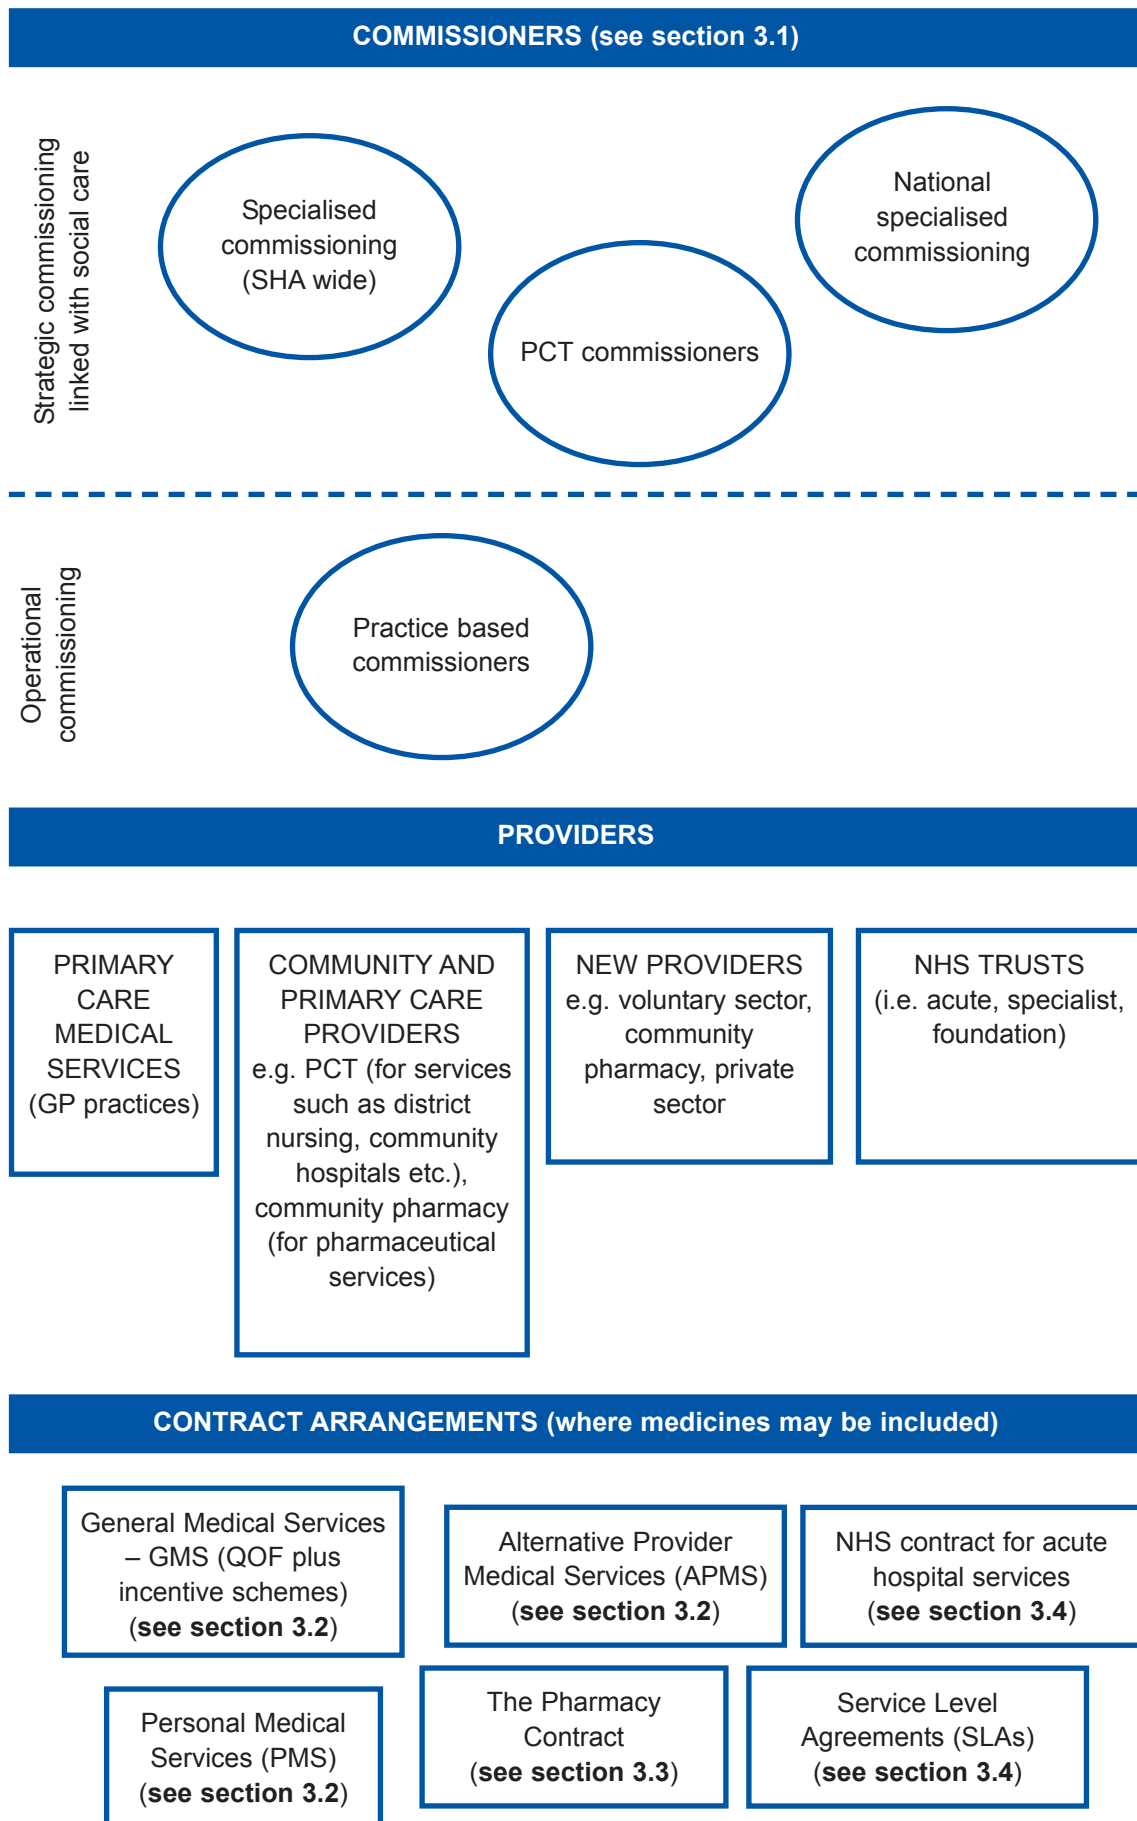 COMMISSIONERS (see section 3.1)
Strategic commissioning
linked with social care
Specialised
commissioning
(SHA wide)
PCT commissioners
National
specialised
commissioning
Operational
commissioning
Practice based
commissioners
PROVIDERS
PRIMARY
CARE
MEDICAL
SERVICES
(GP practices)
COMMUNITY AND
PRIMARY CARE
PROVIDERS
e.g. PCT (for services
such as district
nursing, community
hospitals etc.),
community pharmacy
(for pharmaceutical
services)
NEW PROVIDERS
e.g. voluntary sector,
community
pharmacy, private
sector
NHS TRUSTS
(i.e. acute, specialist,
foundation)
CONTRACT ARRANGEMENTS (where medicines may be included)
General Medical Services
– GMS (QOF plus
incentive schemes)
(see section 3.2)
Alternative Provider
Medical Services (APMS)
(see section 3.2)
NHS contract for acute
hospital services
(see section 3.4)
Personal Medical
Services (PMS)
(see section 3.2)
The Pharmacy
Contract
(see section 3.3)
Service Level
Agreements (SLAs)
(see section 3.4)